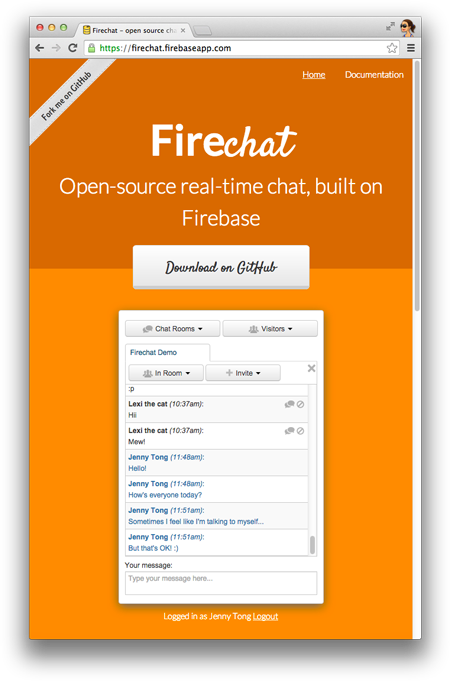 Firechat - open source cha
https://firechat.firebaseapp.com
Fork me on GitHub
Home Documentation
Firechat
Open-source real-time chat, built on
Firebase
Download on GitHub
Chat Rooms Visitors
Firechat Demo
In Room Invite
:p
Lexi the cat (10:37am):
Hii
Lexi the cat (10:37am):
Mew!
Jenny Tong (11:48am):
Hello!
Jenny Tong (11:48am):
How's everyone today?
Jenny Tong (11:51am):
Sometimes I feel like I'm talking to myself...
Jenny Tong (11:51am):
But that's OK! :)
Your message:
Type your message here...
Logged in as Jenny Tong Logout